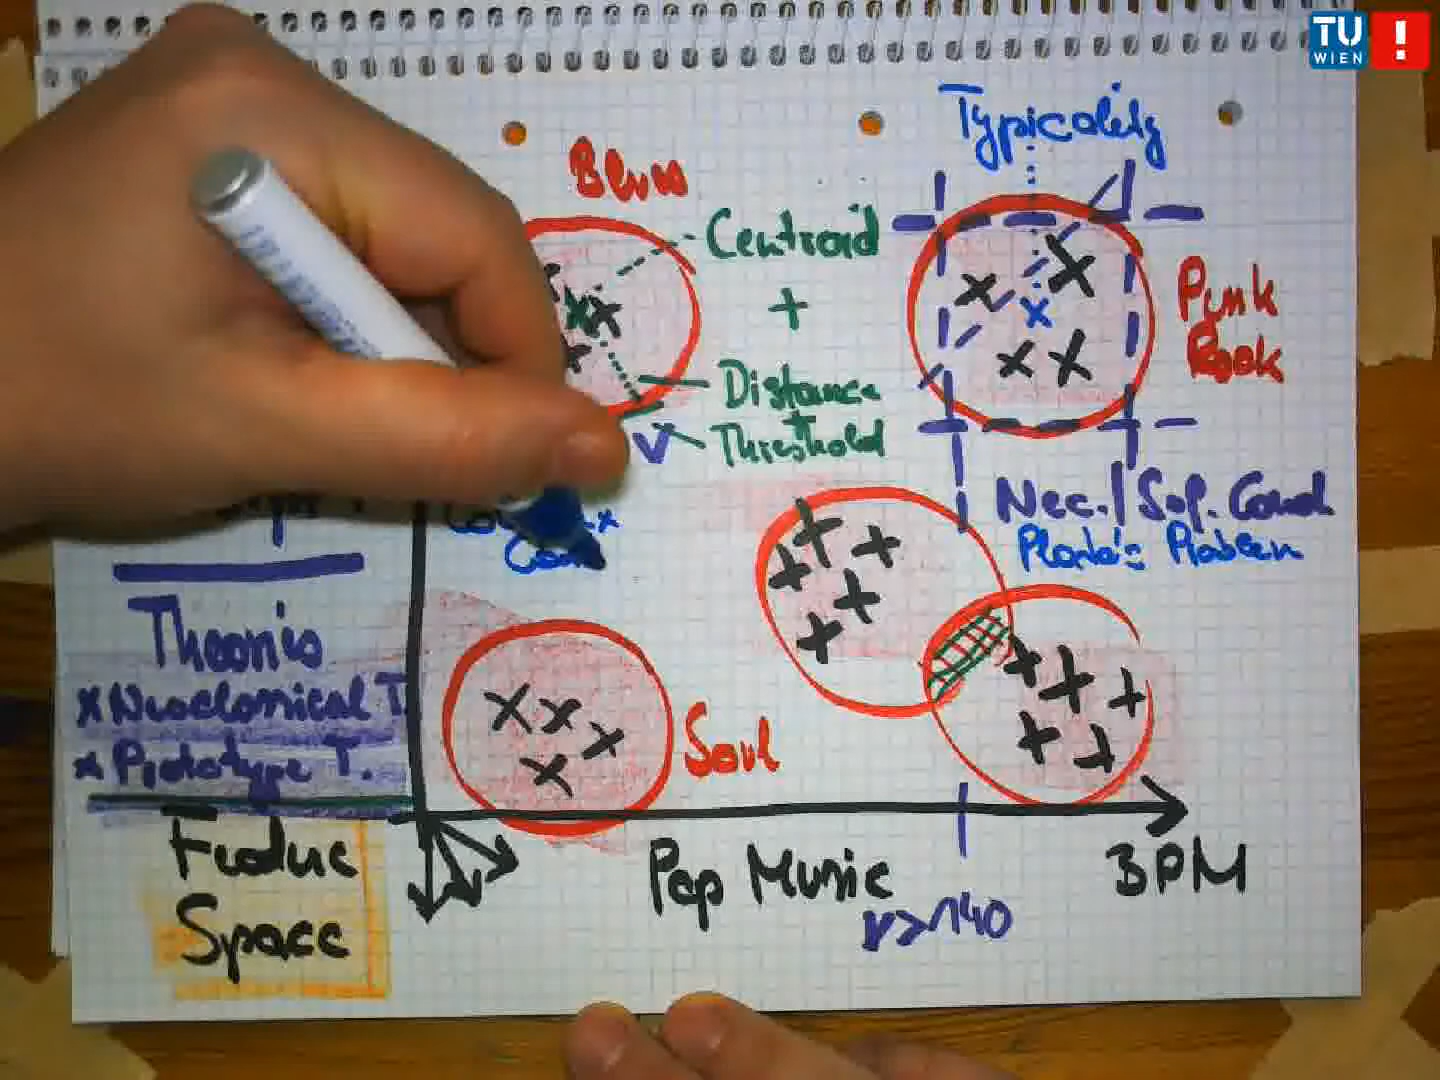 TU
WIEN
!
Typicality
Blues
Centroid
+
Distance
Threshold
Punk
Rock
Nec./Suf. Cond
Plato's Problem
Theories
x Neoclassical T.
x Prototype T.
Soul
Feature
Space
Pop Music
BPM
>140